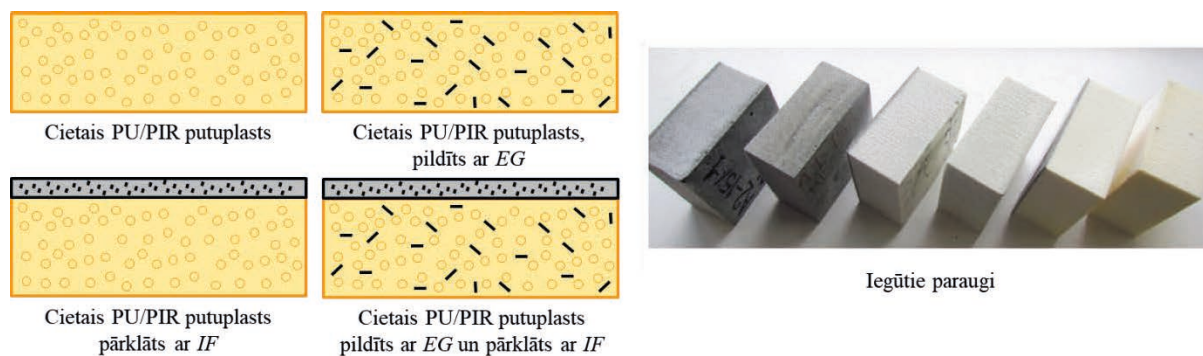 Cietais PU/PIR putuplasts
Cietais PU/PIR putuplasts,
pildīts ar EG
Cietais PU/PIR putuplasts
pārklāts ar IF
Cietais PU/PIR putuplasts
pildīts ar EG un pārklāts ar IF
Iegūtie paraugi